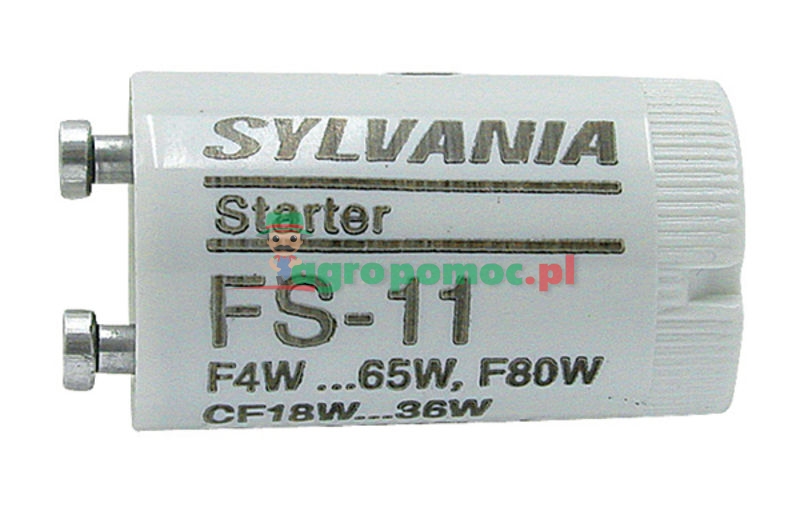 SYLVANIA
Starter
agropomoc.pl
FS-11
F4W ...65W, F80W
CF18W...36W